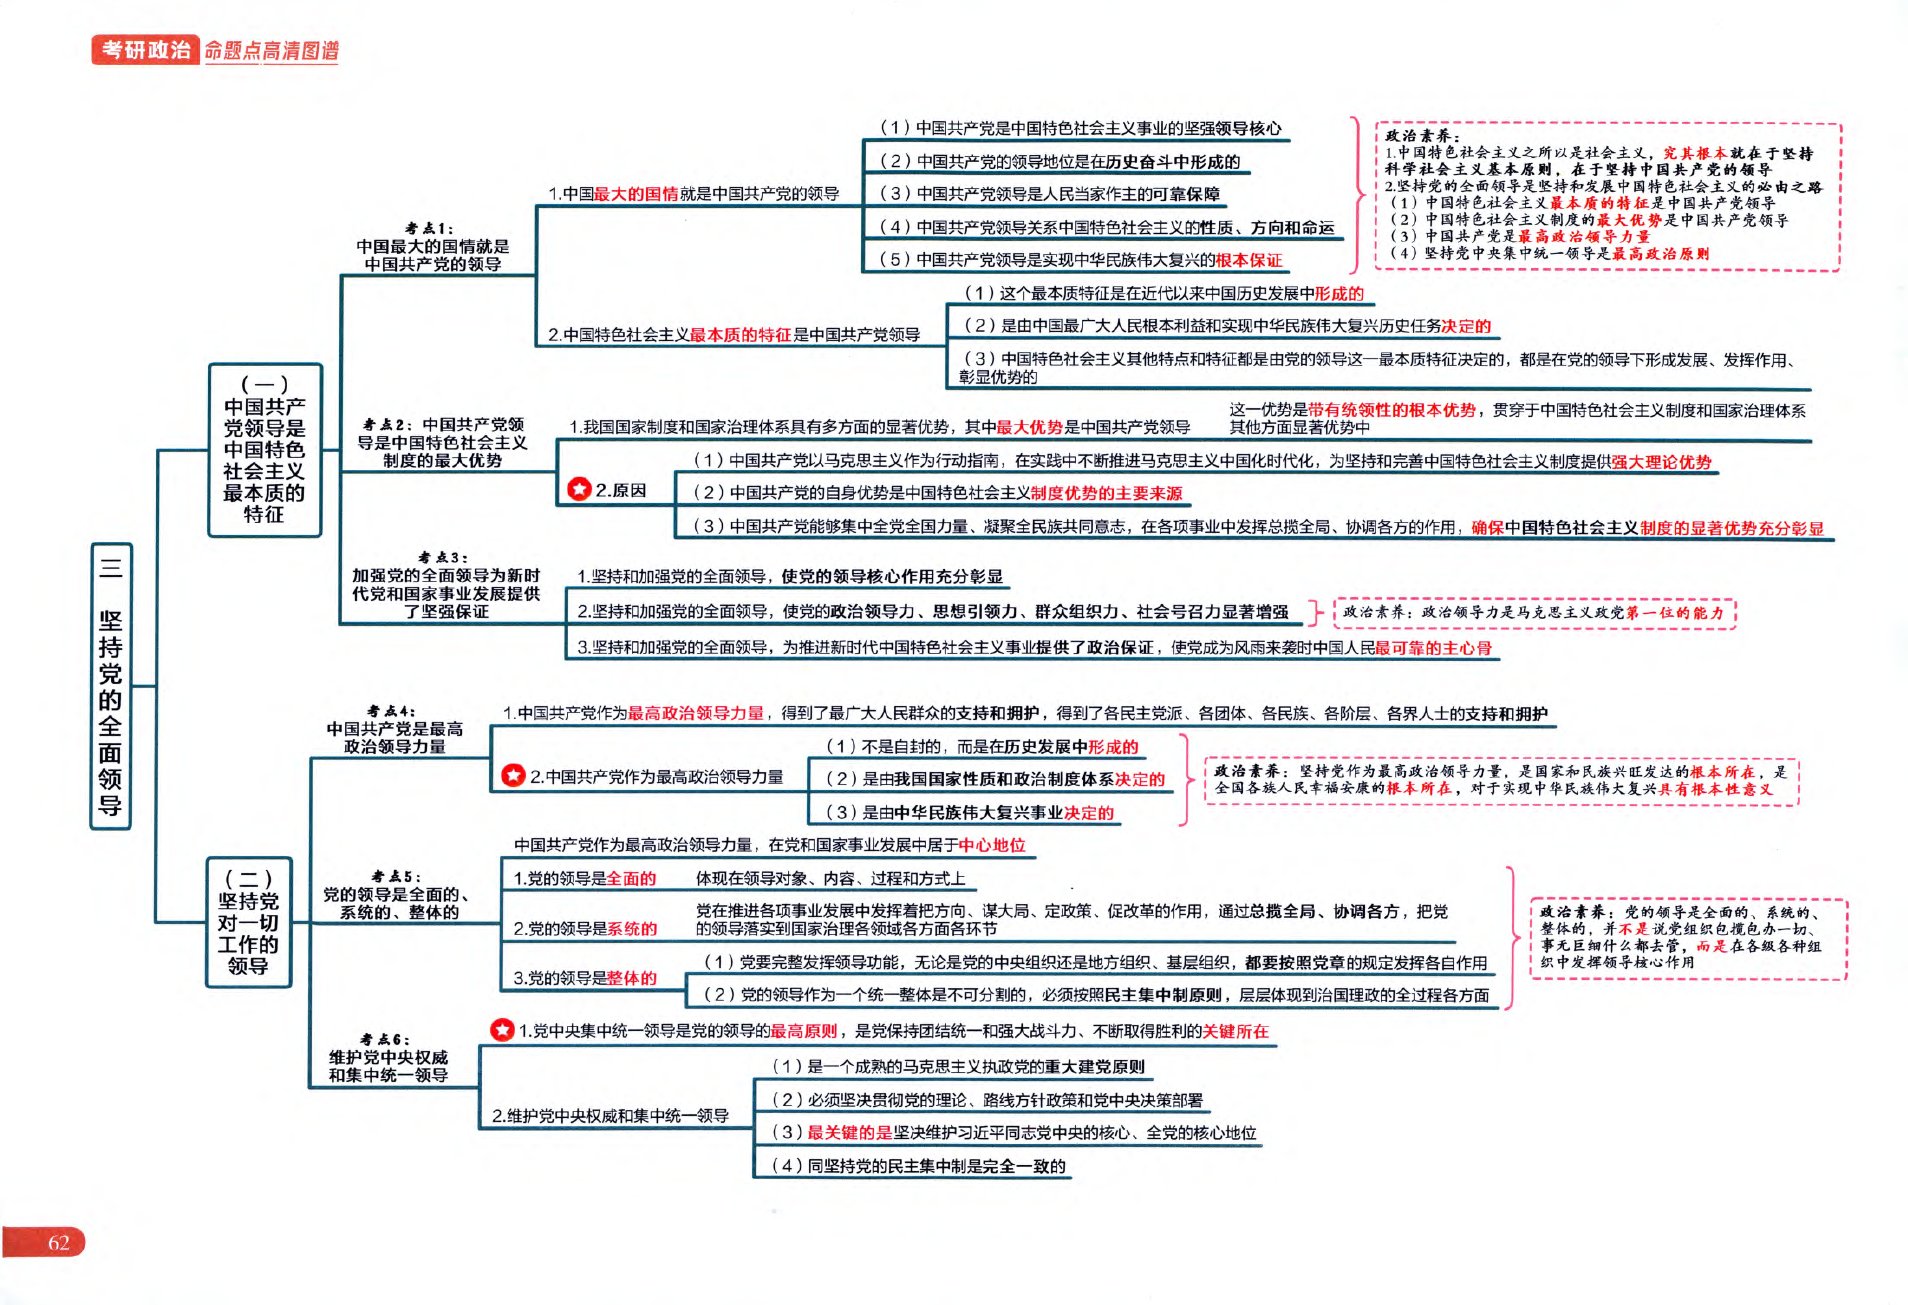 考研政治 命题点高清图谱
三 坚持党的全面领导
（一）
中国共产
党领导是
中国特色
社会主义
最本质的
特征
考点1：
中国最大的国情就是
中国共产党的领导
1.中国最大的国情就是中国共产党的领导
（1）中国共产党是中国特色社会主义事业的坚强领导核心
（2）中国共产党的领导地位是在历史奋斗中形成的
（3）中国共产党领导是人民当家作主的可靠保障
（4）中国共产党领导关系中国特色社会主义的性质、方向和命运
（5）中国共产党领导是实现中华民族伟大复兴的根本保证
政治素养：
1.中国特色社会主义之所以是社会主义，究其根本就在于坚持
科学社会主义基本原则，在于坚持中国共产党的领导
2.坚持党的全面领导是坚持和发展中国特色社会主义的必由之路
（1）中国特色社会主义最本质的特征是中国共产党领导
（2）中国特色社会主义制度的最大优势是中国共产党领导
（3）中国共产党是最高政治领导力量
（4）坚持党中央集中统一领导是最高政治原则
2.中国特色社会主义最本质的特征是中国共产党领导
（1）这个最本质特征是在近代以来中国历史发展中形成的
（2）是由中国最广大人民根本利益和实现中华民族伟大复兴历史任务决定的
（3）中国特色社会主义其他特点和特征都是由党的领导这一最本质特征决定的，都是在党的领导下形成发展、发挥作用、
彰显优势的
考点2：中国共产党领
导是中国特色社会主义
制度的最大优势
1.我国国家制度和国家治理体系具有多方面的显著优势，其中最大优势是中国共产党领导
这一优势是带有统领性的根本优势，贯穿于中国特色社会主义制度和国家治理体系
其他方面显著优势中
2.原因
（1）中国共产党以马克思主义作为行动指南，在实践中不断推进马克思主义中国化时代化，为坚持和完善中国特色社会主义制度提供强大理论优势
（2）中国共产党的自身优势是中国特色社会主义制度优势的主要来源
（3）中国共产党能够集中全党全国力量、凝聚全民族共同意志，在各项事业中发挥总揽全局、协调各方的作用，确保中国特色社会主义制度的显著优势充分彰显
考点3：
加强党的全面领导为新时
代党和国家事业发展提供
了坚强保证
1.坚持和加强党的全面领导，使党的领导核心作用充分彰显
2.坚持和加强党的全面领导，使党的政治领导力、思想引领力、群众组织力、社会号召力显著增强
政治素养：政治领导力是马克思主义政党第一位的能力
3.坚持和加强党的全面领导，为推进新时代中国特色社会主义事业提供了政治保证，使党成为风雨来袭时中国人民最可靠的主心骨
（二）
坚持党
对一切
工作的
领导
考点4：
中国共产党是最高
政治领导力量
1.中国共产党作为最高政治领导力量，得到了最广大人民群众的支持和拥护，得到了各民主党派、各团体、各民族、各阶层、各界人士的支持和拥护
2.中国共产党作为最高政治领导力量
（1）不是自封的，而是在历史发展中形成的
（2）是由我国国家性质和政治制度体系决定的
（3）是由中华民族伟大复兴事业决定的
政治素养：坚持党作为最高政治领导力量，是国家和民族兴旺发达的根本所在，是
全国各族人民幸福安康的根本所在，对于实现中华民族伟大复兴具有根本性意义
考点5：
党的领导是全面的、
系统的、整体的
中国共产党作为最高政治领导力量，在党和国家事业发展中居于中心地位
1.党的领导是全面的 体现在领导对象、内容、过程和方式上
2.党的领导是系统的
党在推进各项事业发展中发挥着把方向、谋大局、定政策、促改革的作用，通过总揽全局、协调各方，把党
的领导落实到国家治理各领域各方面各环节
3.党的领导是整体的
（1）党要完整发挥领导功能，无论是党的中央组织还是地方组织、基层组织，都要按照党章的规定发挥各自作用
（2）党的领导作为一个统一整体是不可分割的，必须按照民主集中制原则，层层体现到治国理政的全过程各方面
政治素养：党的领导是全面的、系统的、
整体的，并不是说党组织包揽包办一切、
事无巨细什么都去管，而是在各级各种组
织中发挥领导核心作用
考点6：
维护党中央权威
和集中统一领导
1.党中央集中统一领导是党的领导的最高原则，是党保持团结统一和强大战斗力、不断取得胜利的关键所在
2.维护党中央权威和集中统一领导
（1）是一个成熟的马克思主义执政党的重大建党原则
（2）必须坚决贯彻党的理论、路线方针政策和党中央决策部署
（3）最关键的是坚决维护习近平同志党中央的核心、全党的核心地位
（4）同坚持党的民主集中制是完全一致的
62